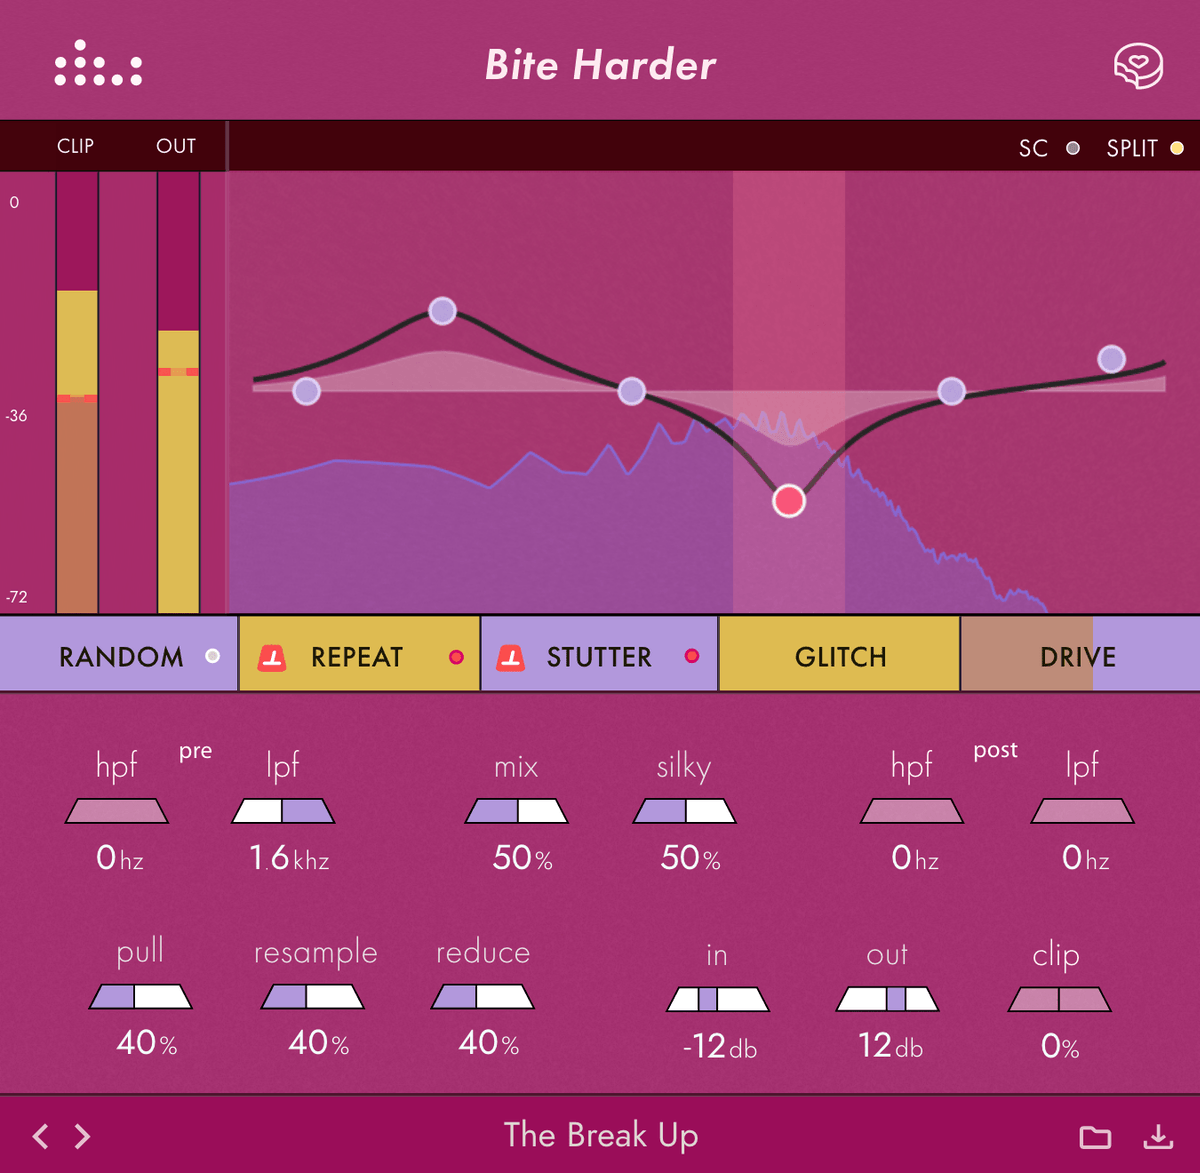 Bite Harder
CLIP OUT SC SPLIT
0
-36
-72
RANDOM REPEAT STUTTER GLITCH DRIVE
hpf pre lpf mix silky hpf post lpf
0hz 1.6khz 50% 50% 0hz 0hz
pull resample reduce in out clip
40% 40% 40% -12db 12db 0%
The Break Up